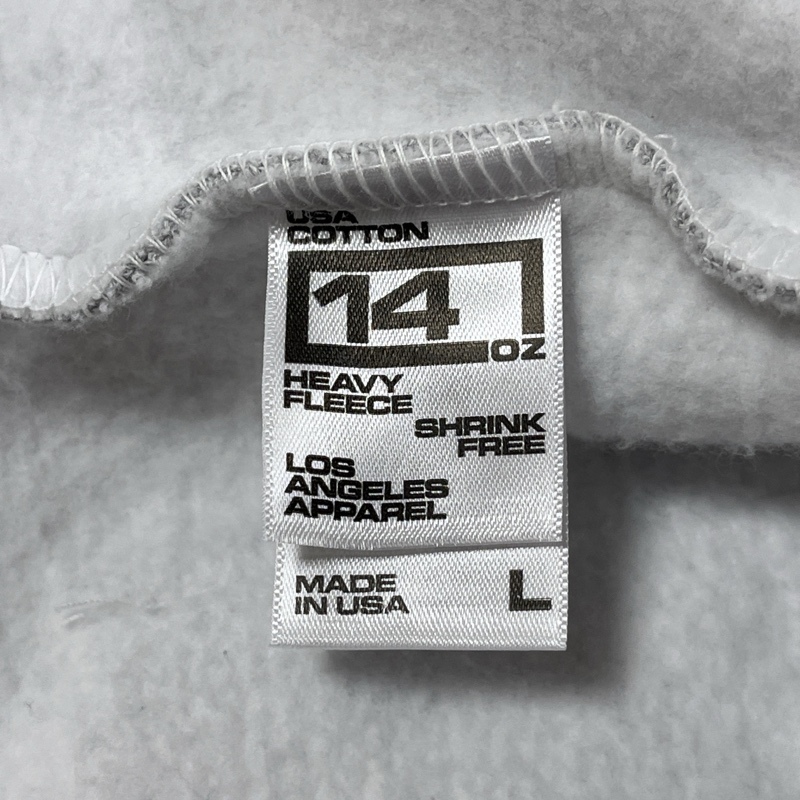 USA
COTTON
14
OZ
HEAVY
FLEECE
SHRINK
FREE
LOS
ANGELES
APPAREL
MADE
IN USA
L